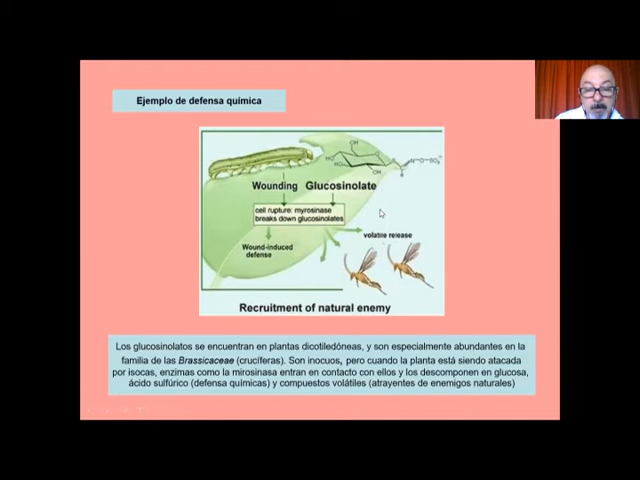 Ejemplo de defensa química
Wounding Glucosinolate
cell rupture: myrosinase
breaks down glucosinolates
Wound-induced
defense
volatile release
Recruitment of natural enemy
Los glucosinolatos se encuentran en plantas dicotiledóneas, y son especialmente abundantes en la
familia de las Brassicaceae (crucíferas). Son inocuos, pero cuando la planta está siendo atacada
por isocas, enzimas como la mirosinasa entran en contacto con ellos y los descomponen en glucosa,
ácido sulfúrico (defensa químicas) y compuestos volátiles (atrayentes de enemigos naturales)